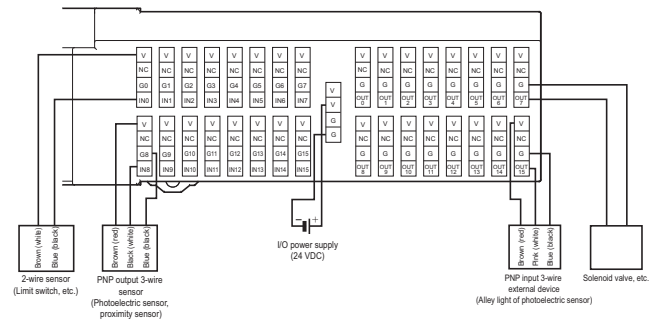 V V V V V V V V V V V V V V V V
NC NC NC NC NC NC NC NC NC NC NC NC NC NC NC NC
G0 G1 G2 G3 G4 G5 G6 G7 G G G G G G G G
IN0 IN1 IN2 IN3 IN4 IN5 IN6 IN7 OUT 0 OUT 1 OUT 2 OUT 3 OUT 4 OUT 5 OUT 6 OUT 7
V
V
G
G
V V V V V V V V V V V V V V V V
NC NC NC NC NC NC NC NC NC NC NC NC NC NC NC NC
G8 G9 G10 G11 G12 G13 G14 G15 G G G G G G G G
IN8 IN9 IN10 IN11 IN12 IN13 IN14 IN15 OUT 8 OUT 9 OUT 10 OUT 11 OUT 12 OUT 13 OUT 14 OUT 15
Brown (white)
Blue (black)
2-wire sensor
(Limit switch, etc.)
Brown (red)
Black (white)
Blue (black)
PNP output 3-wire
sensor
(Photoelectric sensor,
proximity sensor)
− +
I/O power supply
(24 VDC)
Brown (red)
Pink (white)
Blue (black)
PNP input 3-wire
external device
(Alley light of photoelectric sensor)
Solenoid valve, etc.